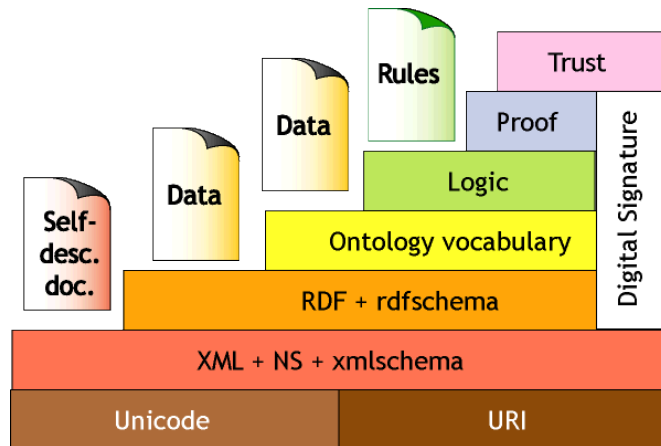 Rules
Trust
Data
Proof
Data
Logic
Self-
desc.
doc.
Ontology vocabulary
Digital Signature
RDF + rdfschema
XML + NS + xmlschema
Unicode
URI